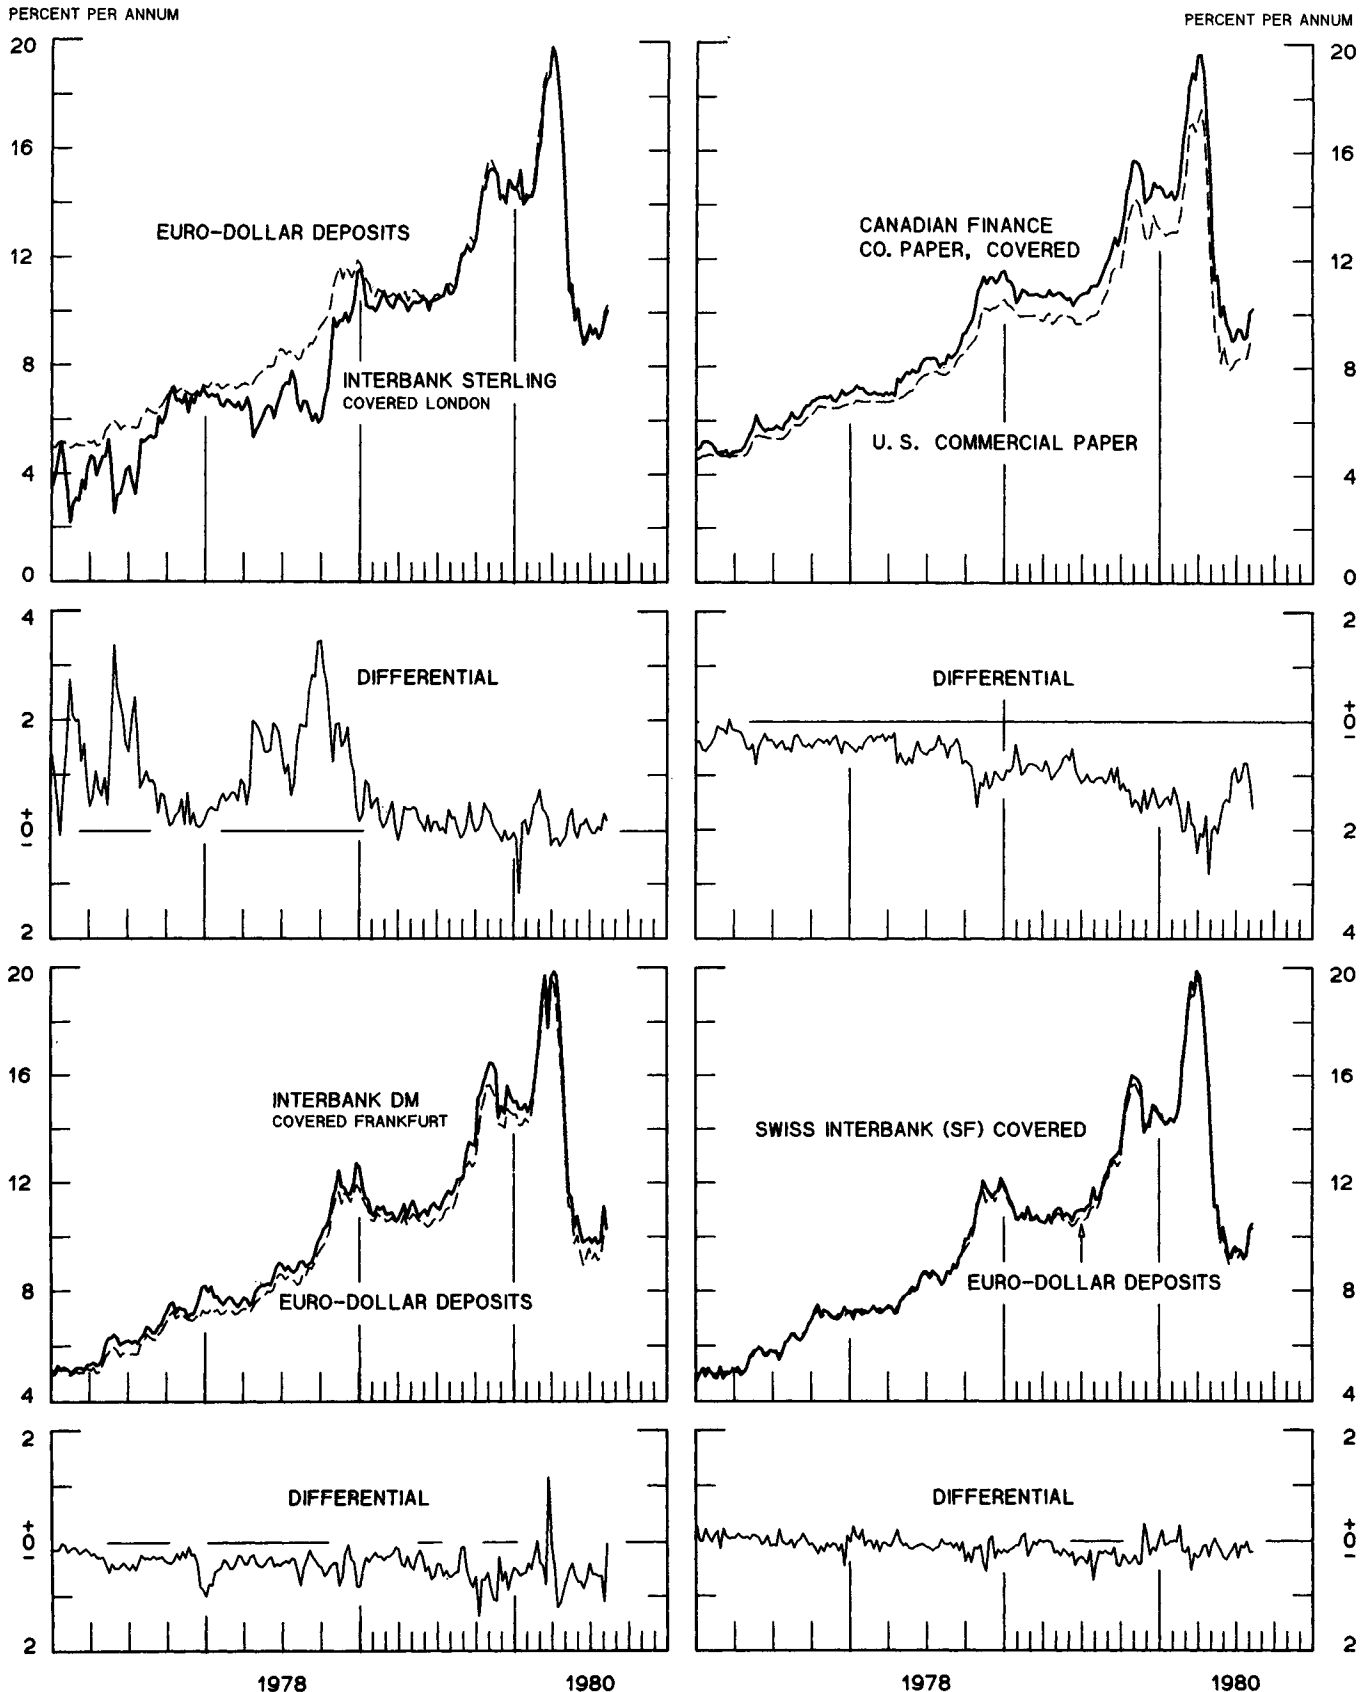 PERCENT PER ANNUM
PERCENT PER ANNUM
20
16
12
8
4
0
EURO-DOLLAR DEPOSITS
INTERBANK STERLING
COVERED LONDON
20
16
12
8
4
0
CANADIAN FINANCE
CO. PAPER, COVERED
U.S. COMMERCIAL PAPER
4
2
+
0
−
2
DIFFERENTIAL
2
+
0
−
2
4
DIFFERENTIAL
20
16
12
8
4
INTERBANK DM
COVERED FRANKFURT
EURO-DOLLAR DEPOSITS
20
16
12
8
4
SWISS INTERBANK (SF) COVERED
EURO-DOLLAR DEPOSITS
2
+
0
−
2
DIFFERENTIAL
2
+
0
−
2
DIFFERENTIAL
1978
1980
1978
1980